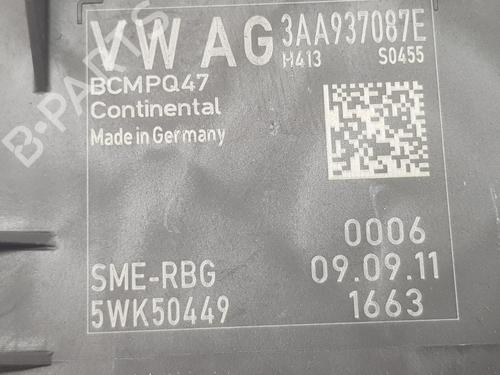 VW AG 3AA937087E
H413 S0455
BCMPQ47
Continental
Made in Germany
0006
SME-RBG 09.09.11
5WK50449 1663
B-PARTS